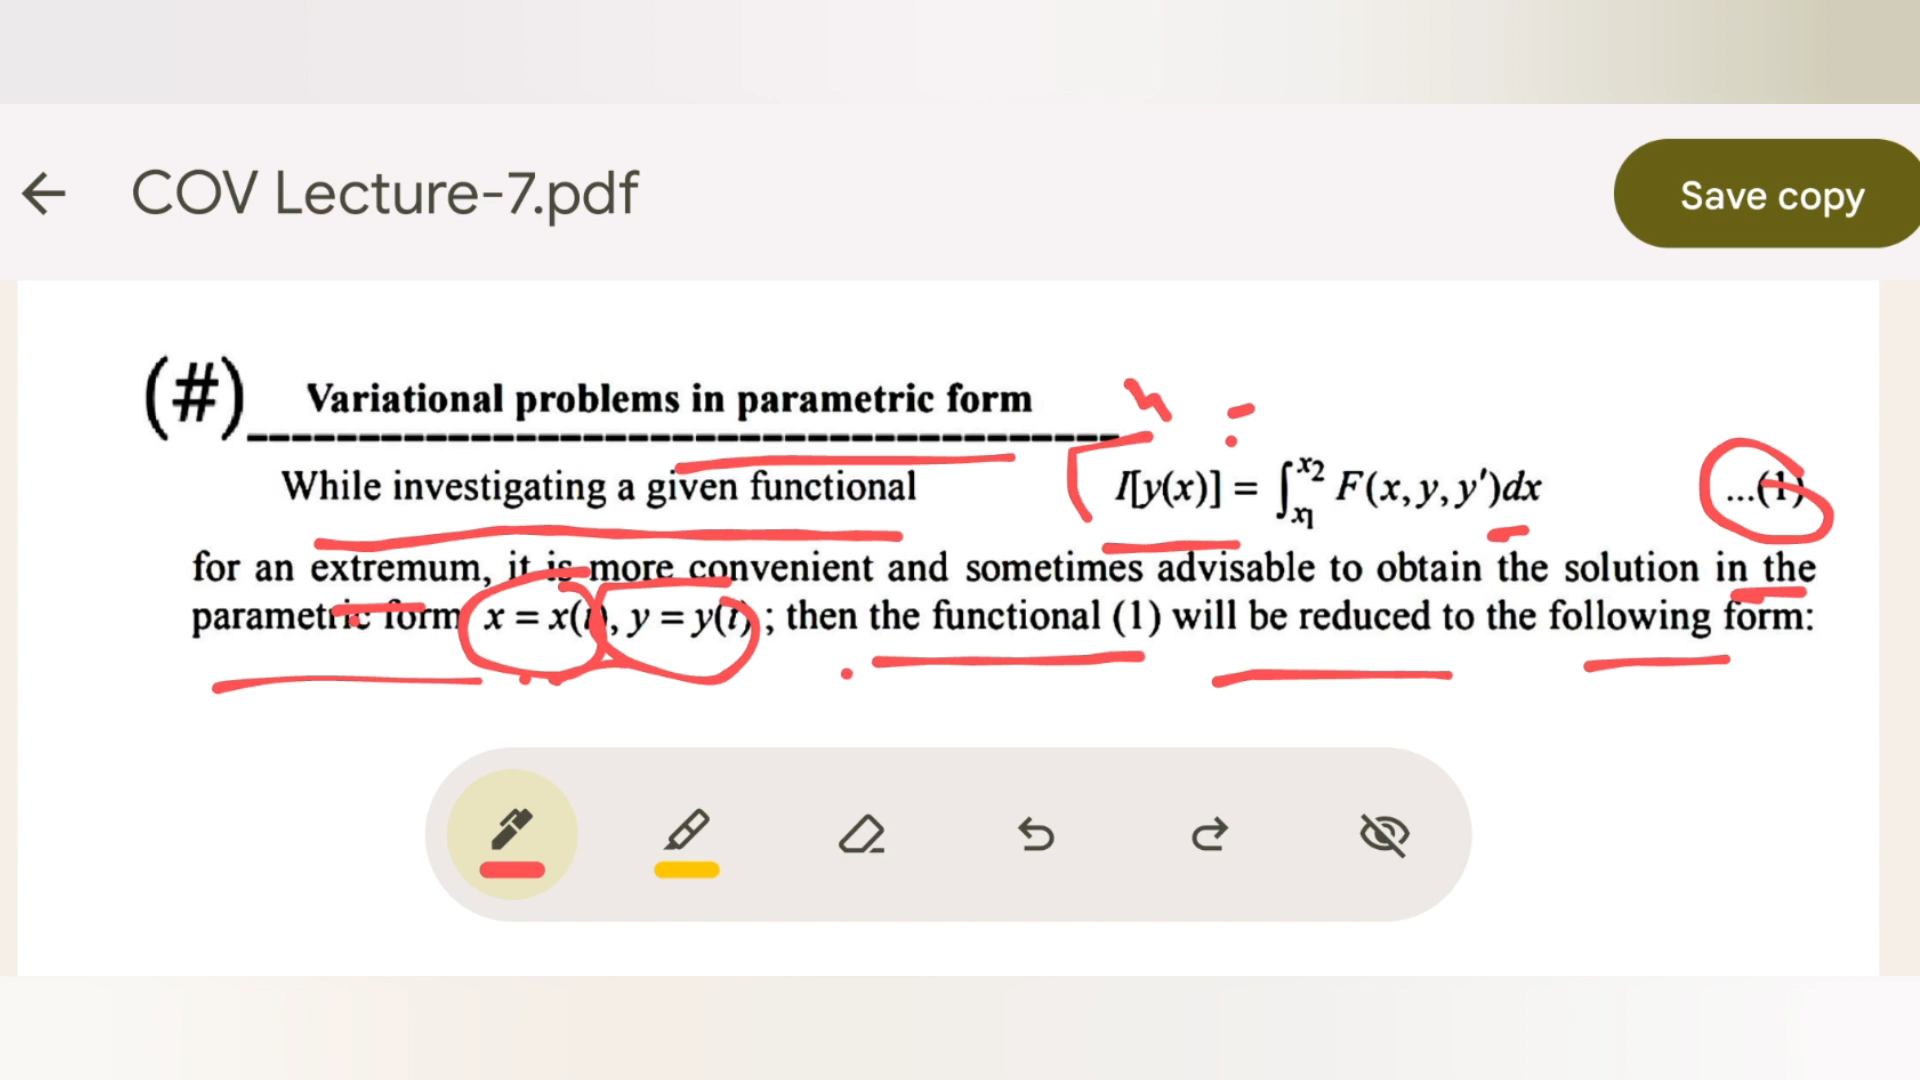 COV Lecture-7.pdf
Save copy
(#) Variational problems in parametric form
While investigating a given functional I[y(x)] = ∫_{x₁}^{x₂} F(x, y, y′)dx ...(1)
for an extremum, it is more convenient and sometimes advisable to obtain the solution in the
parametric form x = x(t), y = y(t) ; then the functional (1) will be reduced to the following form: